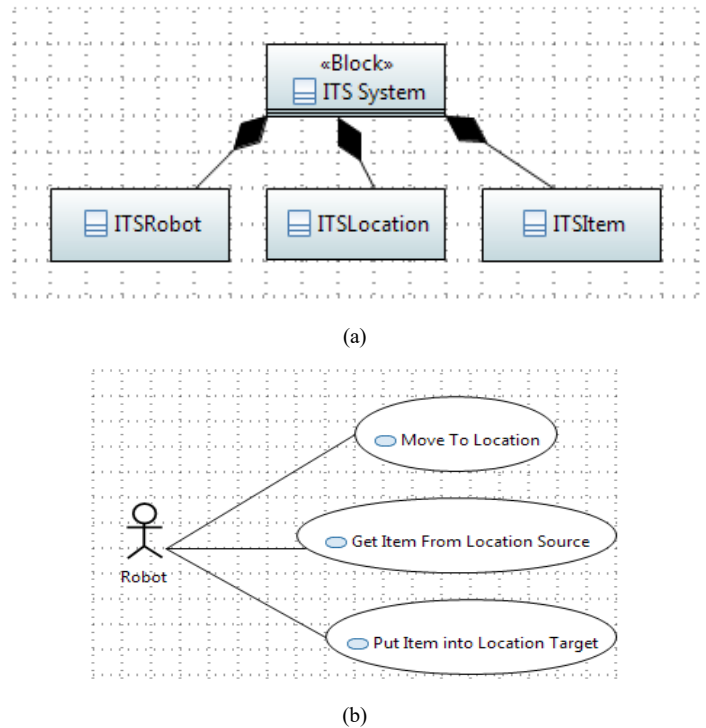 «Block»
ITS System
ITSRobot
ITSLocation
ITSItem
(a)
Move To Location
Get Item From Location Source
Robot
Put Item into Location Target
(b)